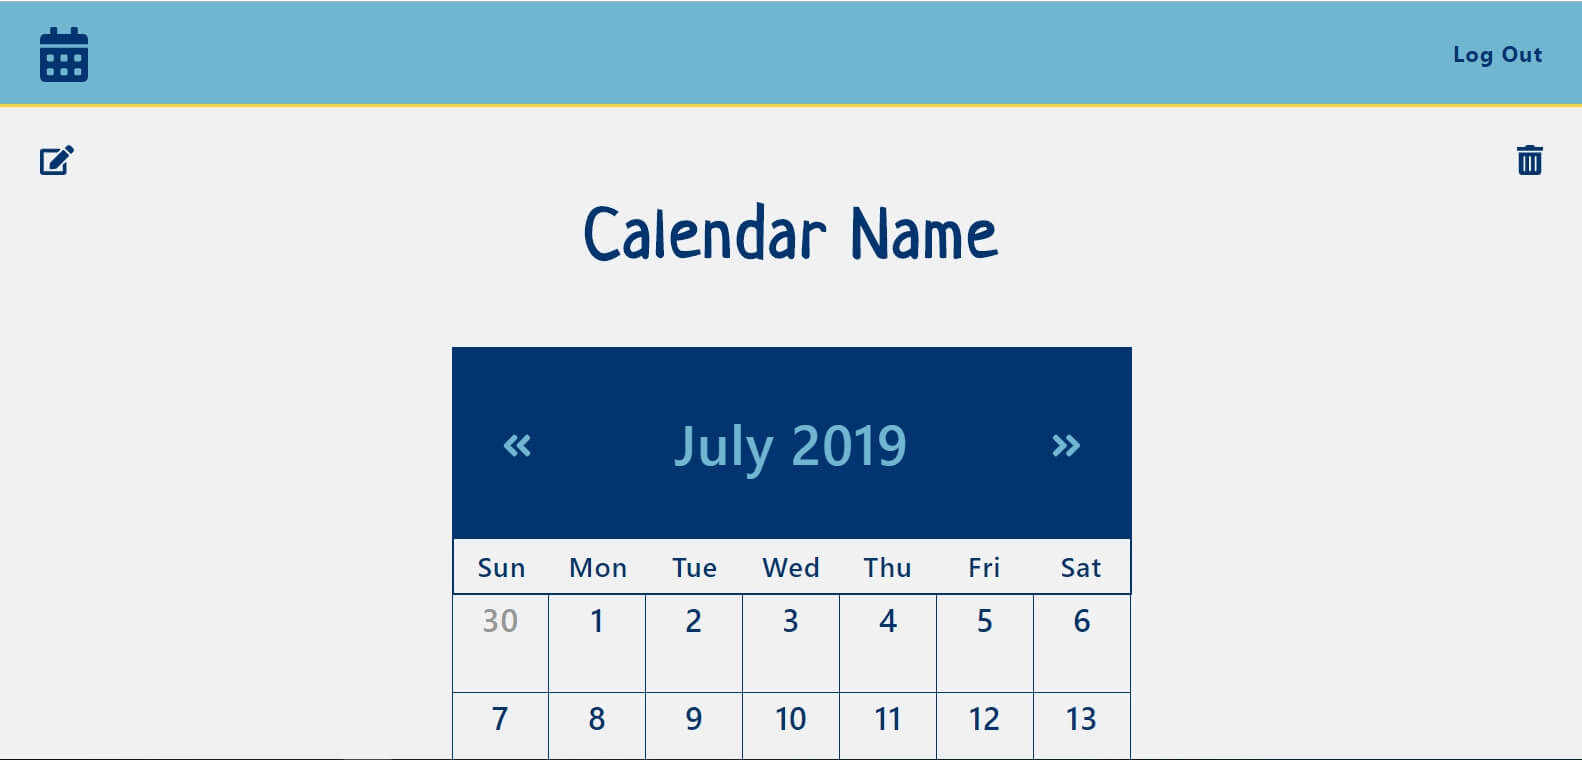 Log Out
Calendar Name
« July 2019 »
Sun Mon Tue Wed Thu Fri Sat
30 1 2 3 4 5 6
7 8 9 10 11 12 13